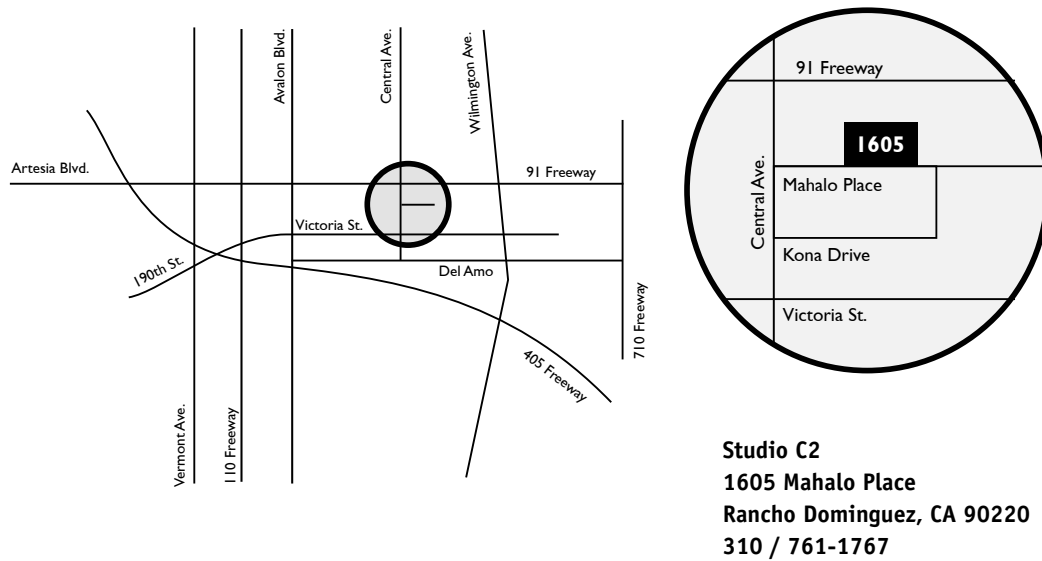 Avalon Blvd.
Central Ave.
Wilmington Ave.
Artesia Blvd.
91 Freeway
Victoria St.
190th St.
Del Amo
405 Freeway
710 Freeway
Vermont Ave.
110 Freeway
91 Freeway
1605
Central Ave.
Mahalo Place
Kona Drive
Victoria St.
Studio C2
1605 Mahalo Place
Rancho Dominguez, CA 90220
310 / 761-1767